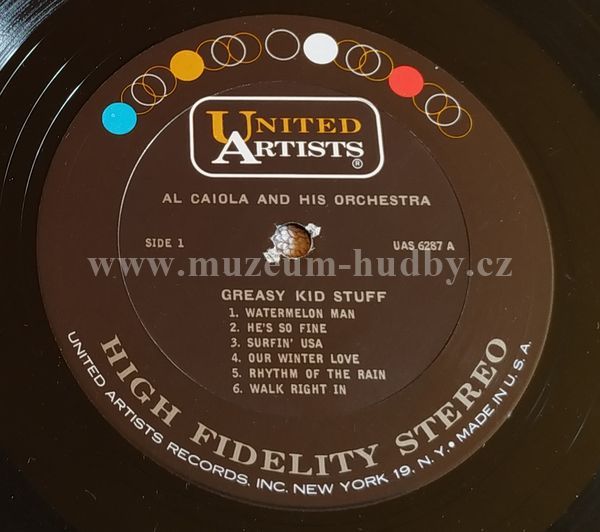 UNITED
ARTISTS®
AL CAIOLA AND HIS ORCHESTRA
SIDE 1
UAS 6287 A
www.muzeum-hudby.cz
GREASY KID STUFF
1. WATERMELON MAN
2. HE'S SO FINE
3. SURFIN' USA
4. OUR WINTER LOVE
5. RHYTHM OF THE RAIN
6. WALK RIGHT IN
HIGH FIDELITY STEREO
UNITED ARTISTS RECORDS, INC. NEW YORK 19, N.Y. • MADE IN U.S.A.